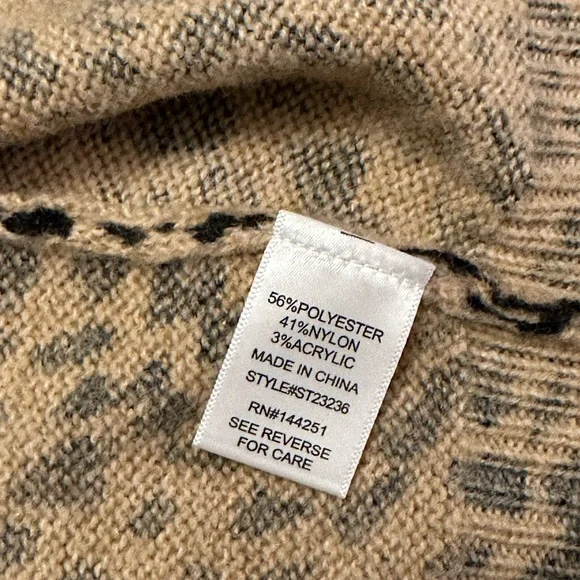 56%POLYESTER
41%NYLON
3%ACRYLIC
MADE IN CHINA
STYLE#ST23236
RN#144251
SEE REVERSE
FOR CARE